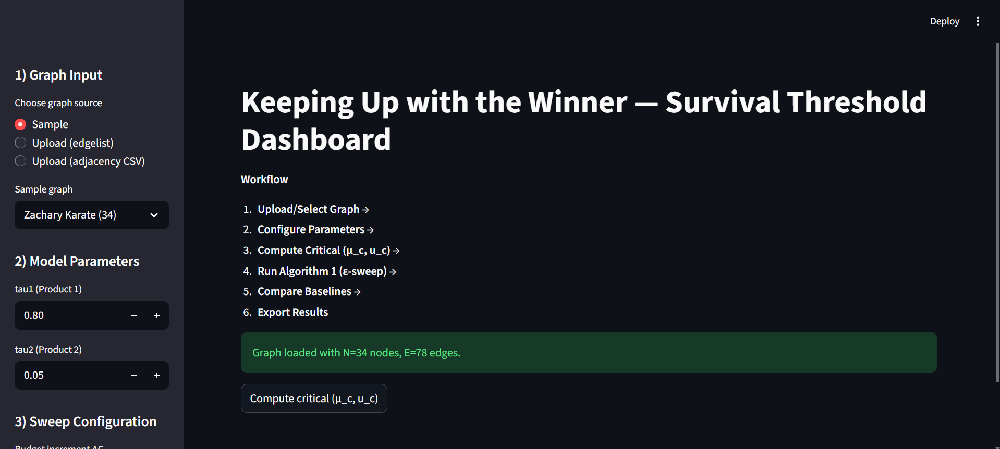 Deploy
1) Graph Input
Choose graph source
Sample
Upload (edgelist)
Upload (adjacency CSV)
Sample graph
Zachary Karate (34)
2) Model Parameters
tau1 (Product 1)
0.80
tau2 (Product 2)
0.05
3) Sweep Configuration
Budget increment ΔC
Keeping Up with the Winner — Survival Threshold
Dashboard
Workflow
1. Upload/Select Graph →
2. Configure Parameters →
3. Compute Critical (μ_c, u_c) →
4. Run Algorithm 1 (ε-sweep) →
5. Compare Baselines →
6. Export Results
Graph loaded with N=34 nodes, E=78 edges.
Compute critical (μ_c, u_c)